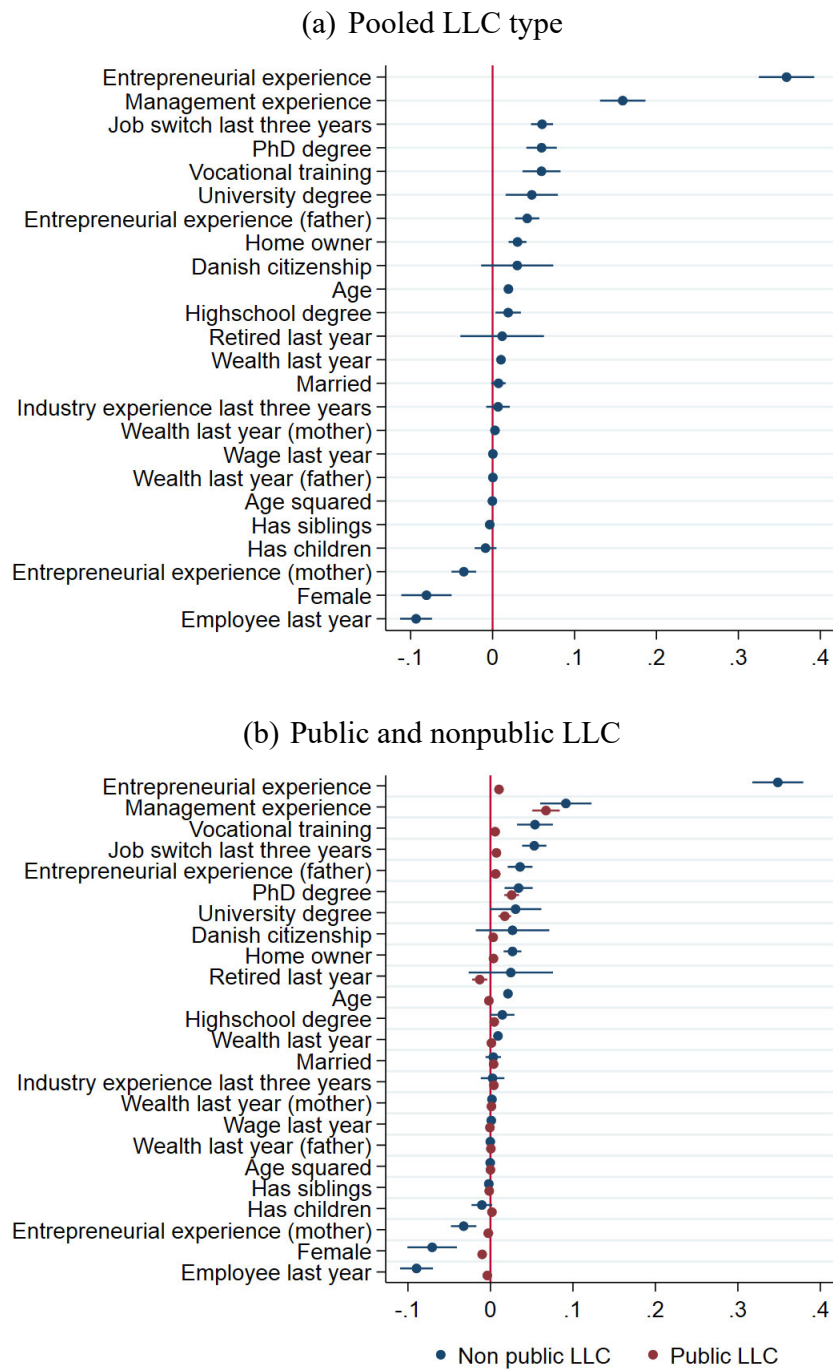 (a) Pooled LLC type
Entrepreneurial experience
Management experience
Job switch last three years
PhD degree
Vocational training
University degree
Entrepreneurial experience (father)
Home owner
Danish citizenship
Age
Highschool degree
Retired last year
Wealth last year
Married
Industry experience last three years
Wealth last year (mother)
Wage last year
Wealth last year (father)
Age squared
Has siblings
Has children
Entrepreneurial experience (mother)
Female
Employee last year
-.1 0 .1 .2 .3 .4
(b) Public and nonpublic LLC
Entrepreneurial experience
Management experience
Vocational training
Job switch last three years
Entrepreneurial experience (father)
PhD degree
University degree
Danish citizenship
Home owner
Retired last year
Age
Highschool degree
Wealth last year
Married
Industry experience last three years
Wealth last year (mother)
Wage last year
Wealth last year (father)
Age squared
Has siblings
Has children
Entrepreneurial experience (mother)
Female
Employee last year
-.1 0 .1 .2 .3 .4
Non public LLC Public LLC